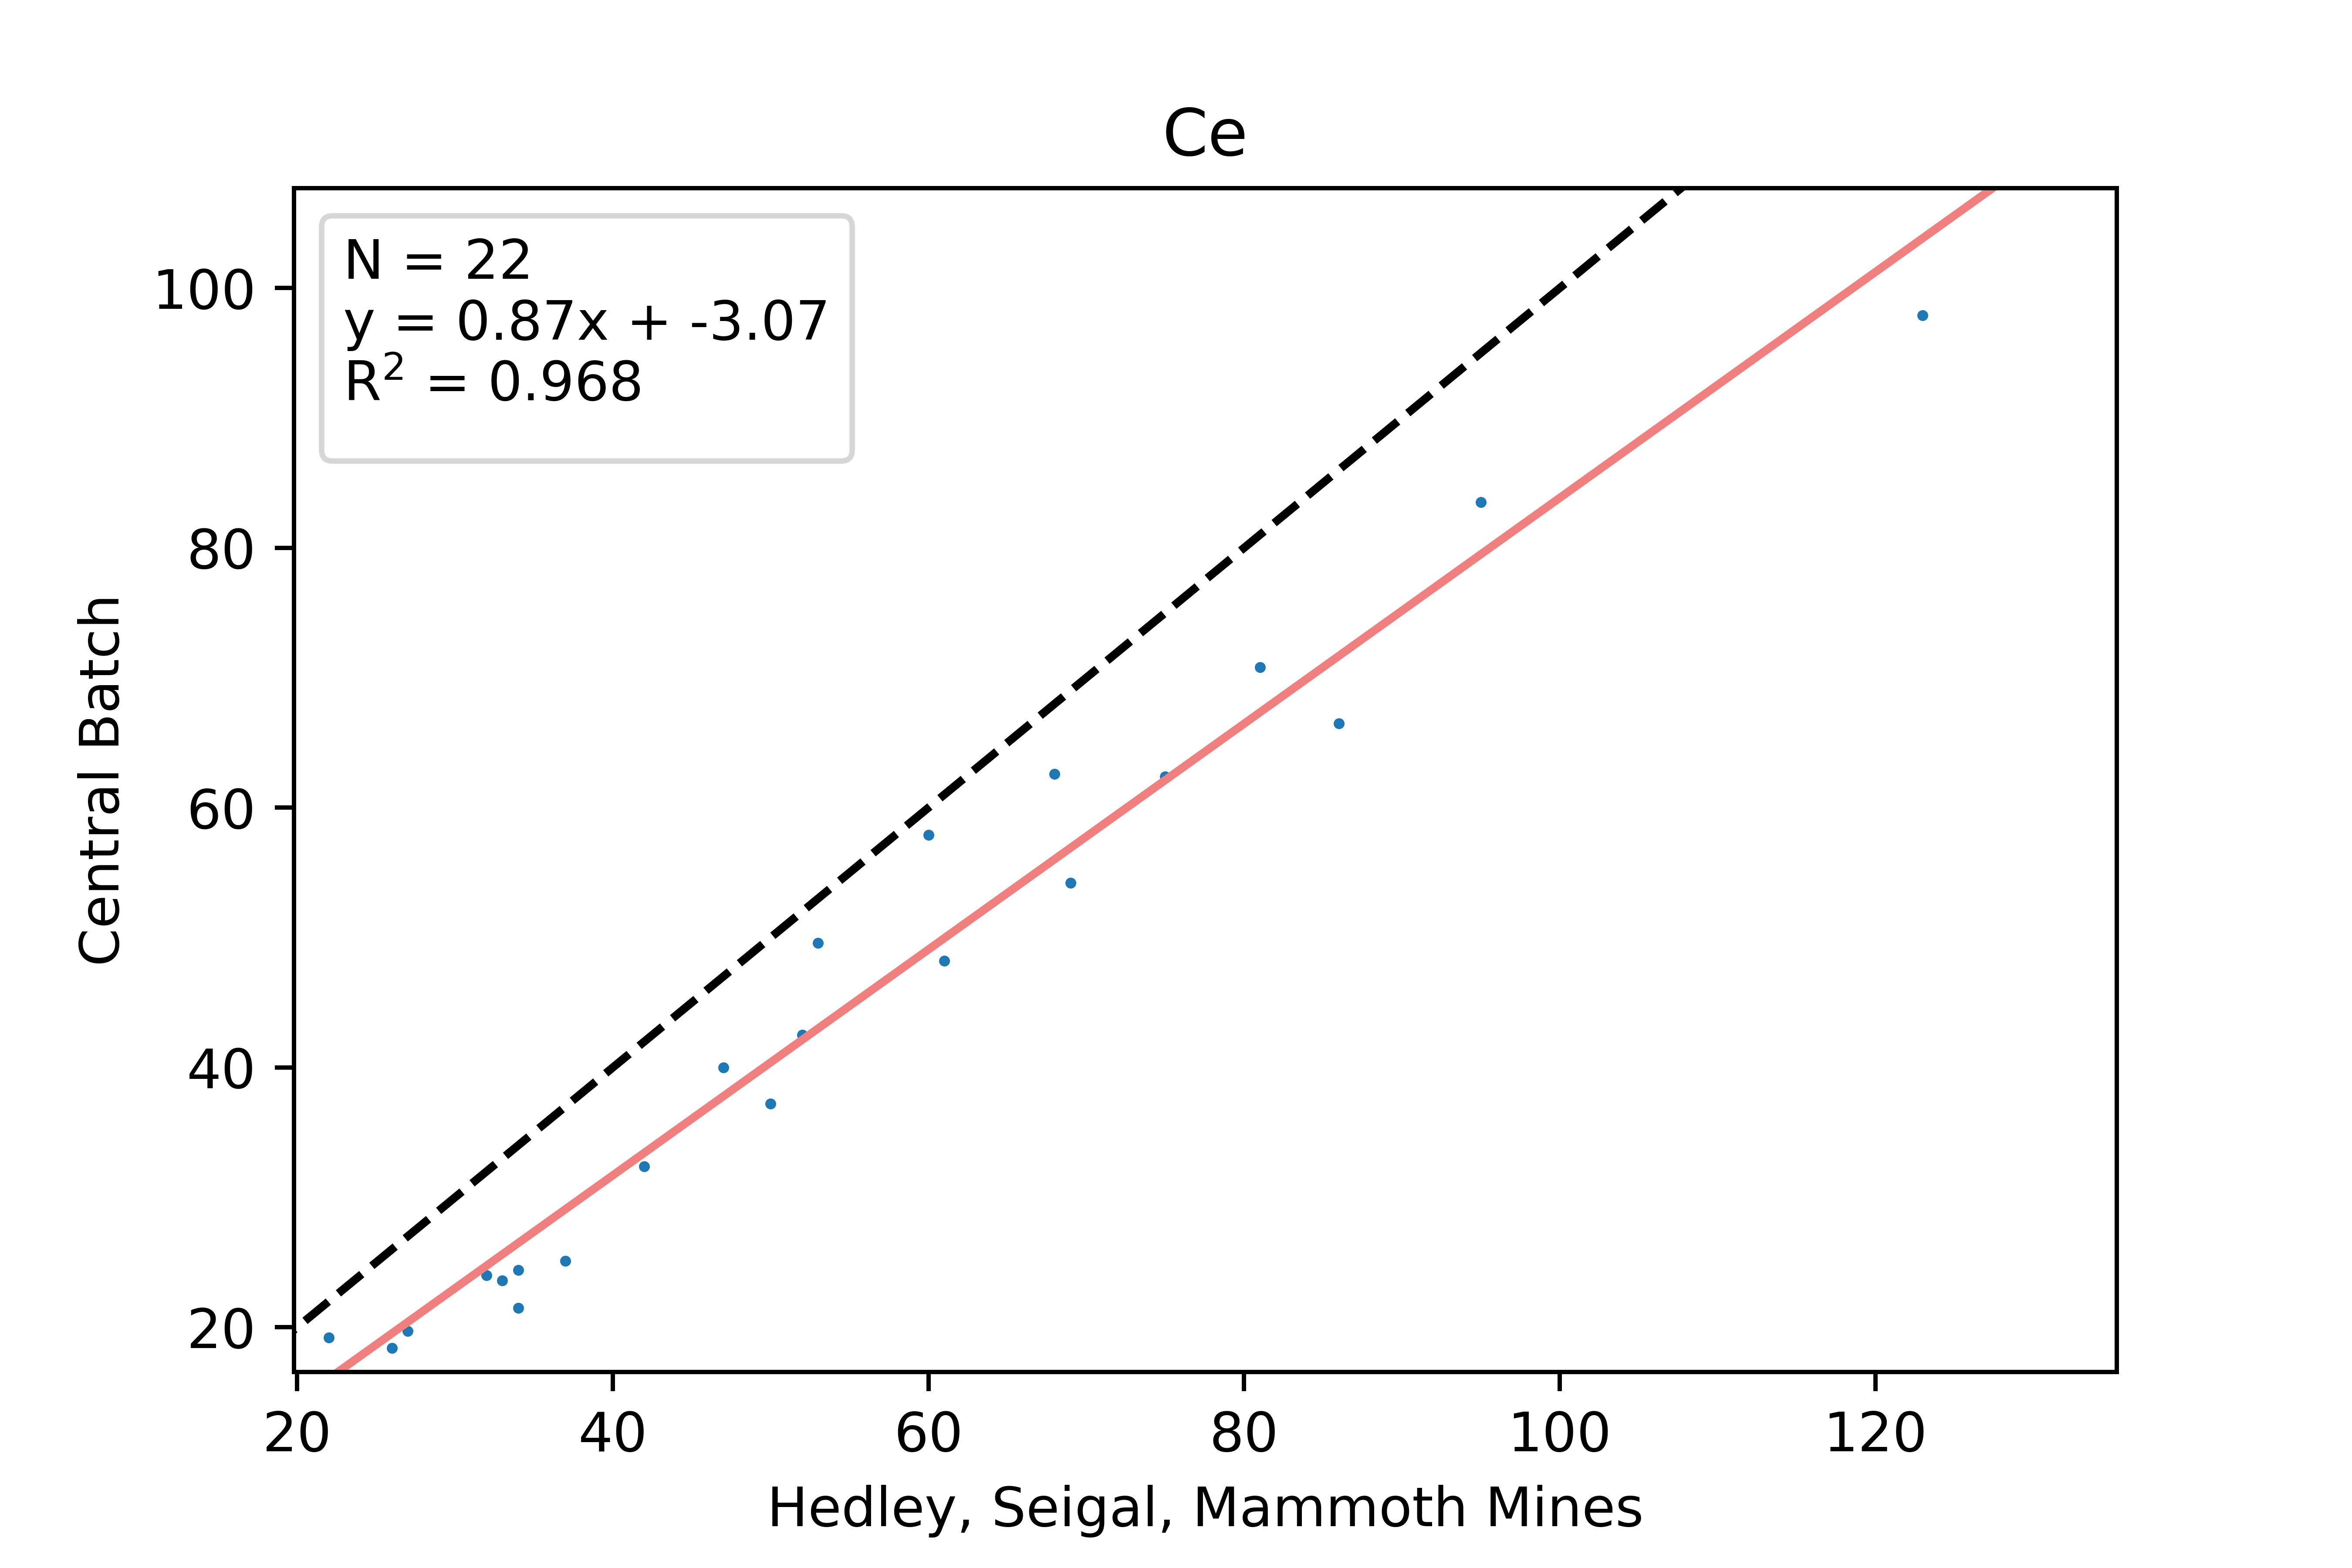 Ce
N = 22
y = 0.87x + -3.07
R² = 0.968
100
80
60
40
20
Central Batch
20 40 60 80 100 120
Hedley, Seigal, Mammoth Mines